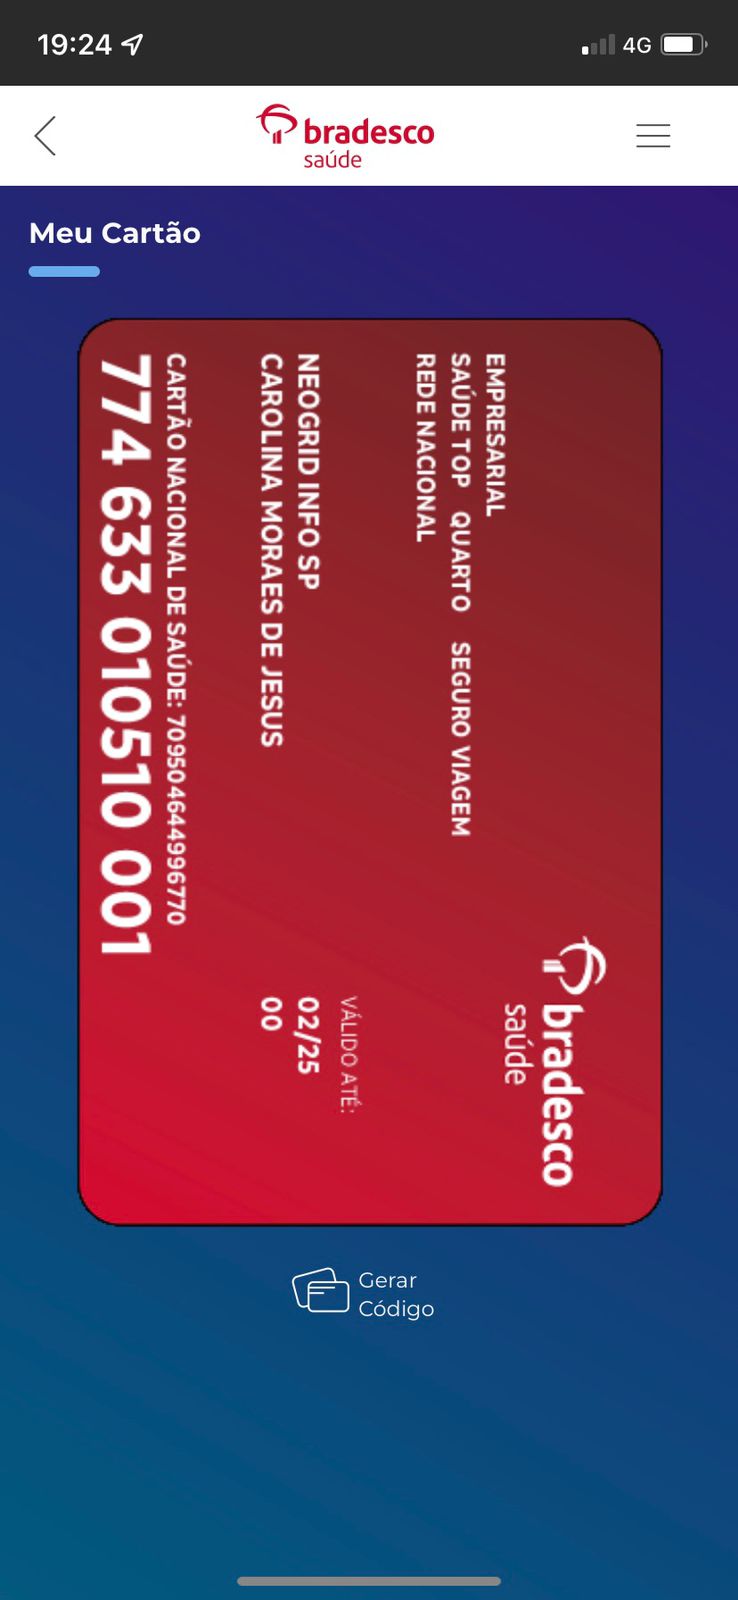 19:24
4G
bradesco
saúde
Meu Cartão
bradesco
saúde
EMPRESARIAL
SAÚDE TOP QUARTO SEGURO VIAGEM
REDE NACIONAL
VÁLIDO ATÉ:
NEOGRID INFO SP 02/25
CAROLINA MORAES DE JESUS 00
CARTÃO NACIONAL DE SAÚDE: 709504644996770
774 633 010510 001
Gerar
Código